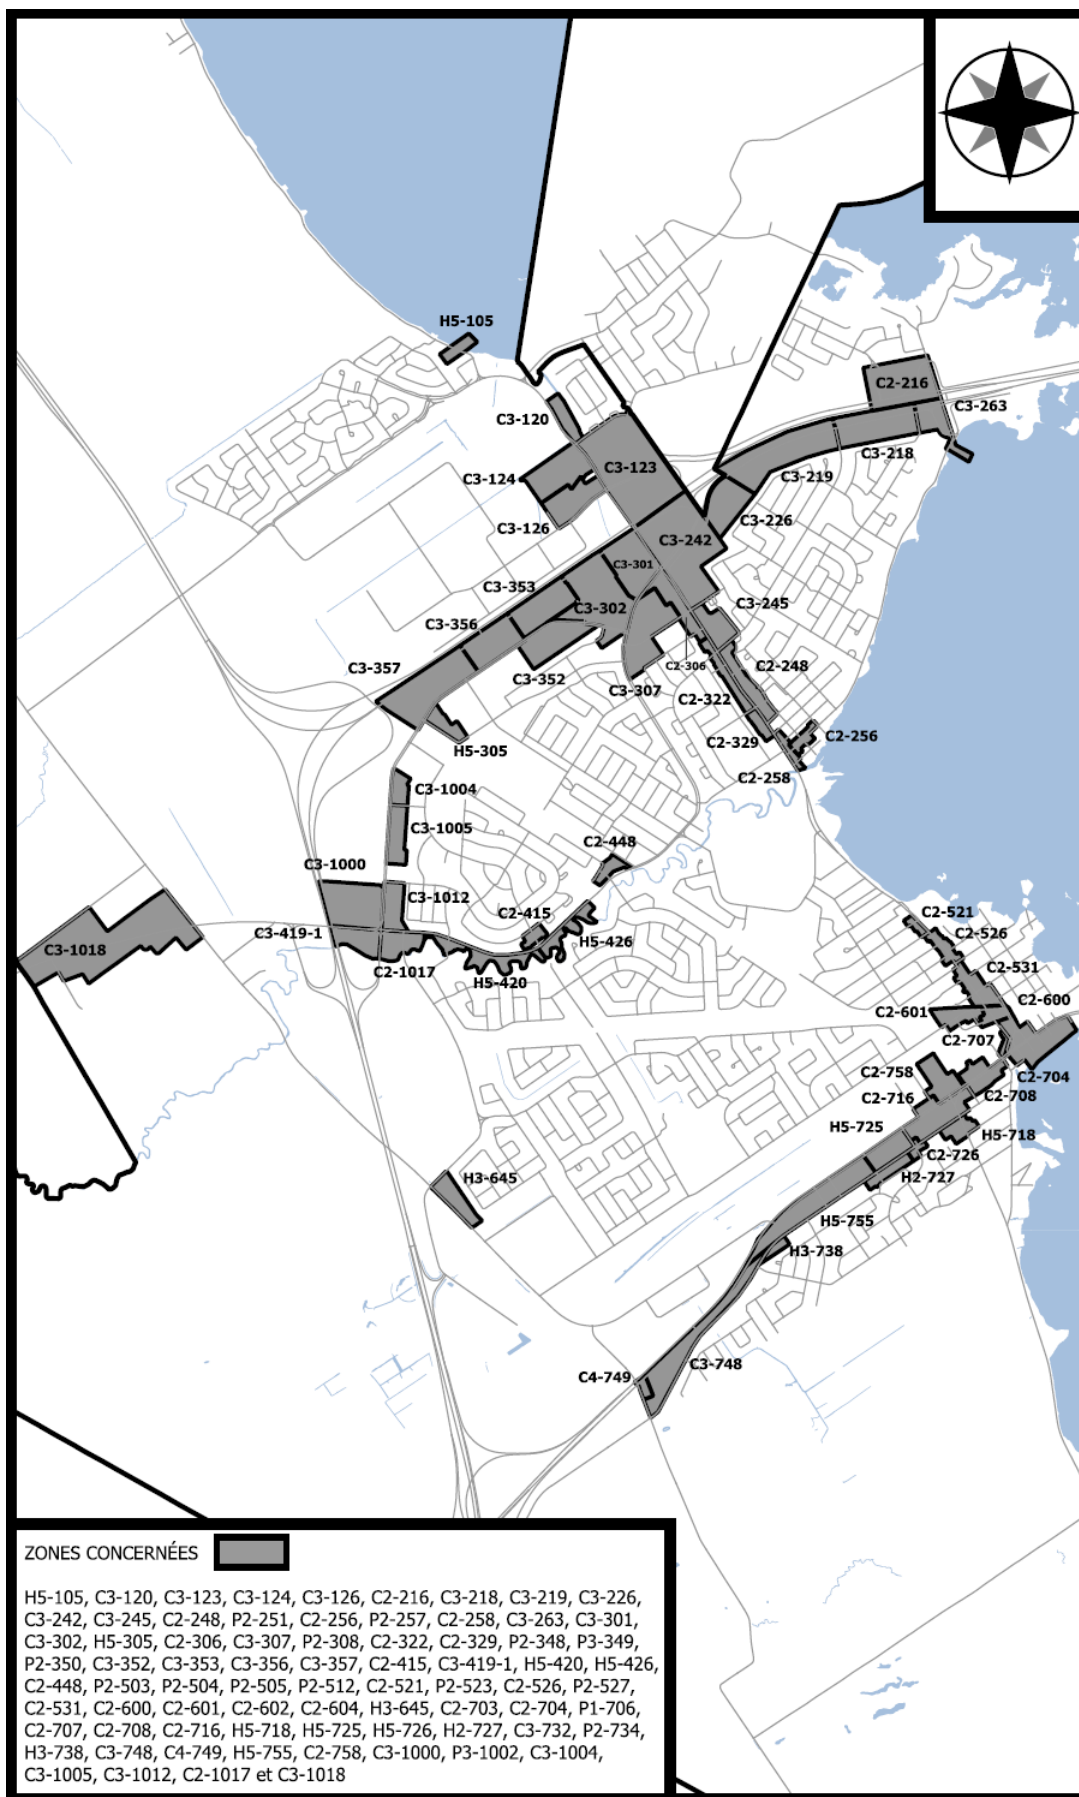 H5-105
C2-216
C3-120
C3-263
C3-123
C3-218
C3-124
C3-219
C3-126
C3-226
C3-242
C3-301
C3-353
C3-302
C3-245
C3-356
C3-357
C2-306
C2-248
C3-352
C3-307
C2-322
H5-305
C2-329
C2-256
C2-258
C3-1004
C3-1005
C2-448
C3-1000
C3-1012
C2-415
C2-521
C3-419-1
C2-526
C3-1018
H5-426
C2-1017
C2-531
H5-420
C2-600
C2-601
C2-707
C2-758
C2-704
C2-716
C2-708
H5-725
H5-718
C2-726
H2-727
H3-645
H5-755
H3-738
C3-748
C4-749
ZONES CONCERNÉES
H5-105, C3-120, C3-123, C3-124, C3-126, C2-216, C3-218, C3-219, C3-226,
C3-242, C3-245, C2-248, P2-251, C2-256, P2-257, C2-258, C3-263, C3-301,
C3-302, H5-305, C2-306, C3-307, P2-308, C2-322, C2-329, P2-348, P3-349,
P2-350, C3-352, C3-353, C3-356, C3-357, C2-415, C3-419-1, H5-420, H5-426,
C2-448, P2-503, P2-504, P2-505, P2-512, C2-521, P2-523, C2-526, P2-527,
C2-531, C2-600, C2-601, C2-602, C2-604, H3-645, C2-703, C2-704, P1-706,
C2-707, C2-708, C2-716, H5-718, H5-725, H5-726, H2-727, C3-732, P2-734,
H3-738, C3-748, C4-749, H5-755, C2-758, C3-1000, P3-1002, C3-1004,
C3-1005, C3-1012, C2-1017 et C3-1018